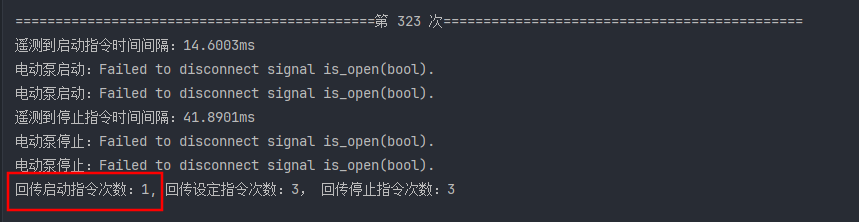 =============================================第 323 次=============================================
遥测到启动指令时间间隔：14.6003ms
电动泵启动：Failed to disconnect signal is_open(bool).
电动泵启动：Failed to disconnect signal is_open(bool).
遥测到停止指令时间间隔：41.8901ms
电动泵停止：Failed to disconnect signal is_open(bool).
电动泵停止：Failed to disconnect signal is_open(bool).
回传启动指令次数：1, 回传设定指令次数：3, 回传停止指令次数：3